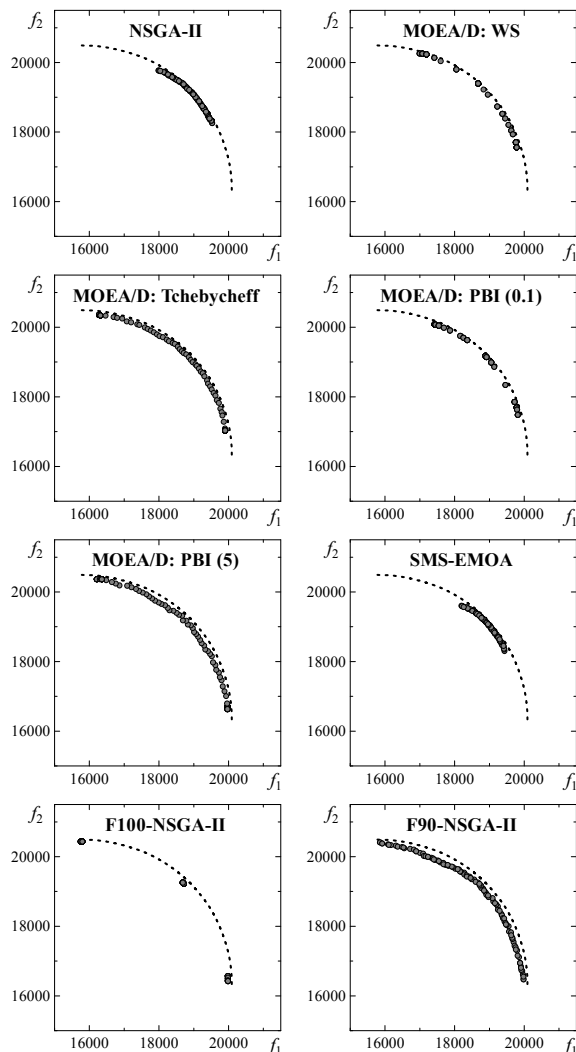 f2 NSGA-II
20000
18000
16000
16000 18000 20000 f1
f2 MOEA/D: WS
20000
18000
16000
16000 18000 20000 f1
f2 MOEA/D: Tchebycheff
20000
18000
16000
16000 18000 20000 f1
f2 MOEA/D: PBI (0.1)
20000
18000
16000
16000 18000 20000 f1
f2 MOEA/D: PBI (5)
20000
18000
16000
16000 18000 20000 f1
f2 SMS-EMOA
20000
18000
16000
16000 18000 20000 f1
f2 F100-NSGA-II
20000
18000
16000
16000 18000 20000 f1
f2 F90-NSGA-II
20000
18000
16000
16000 18000 20000 f1